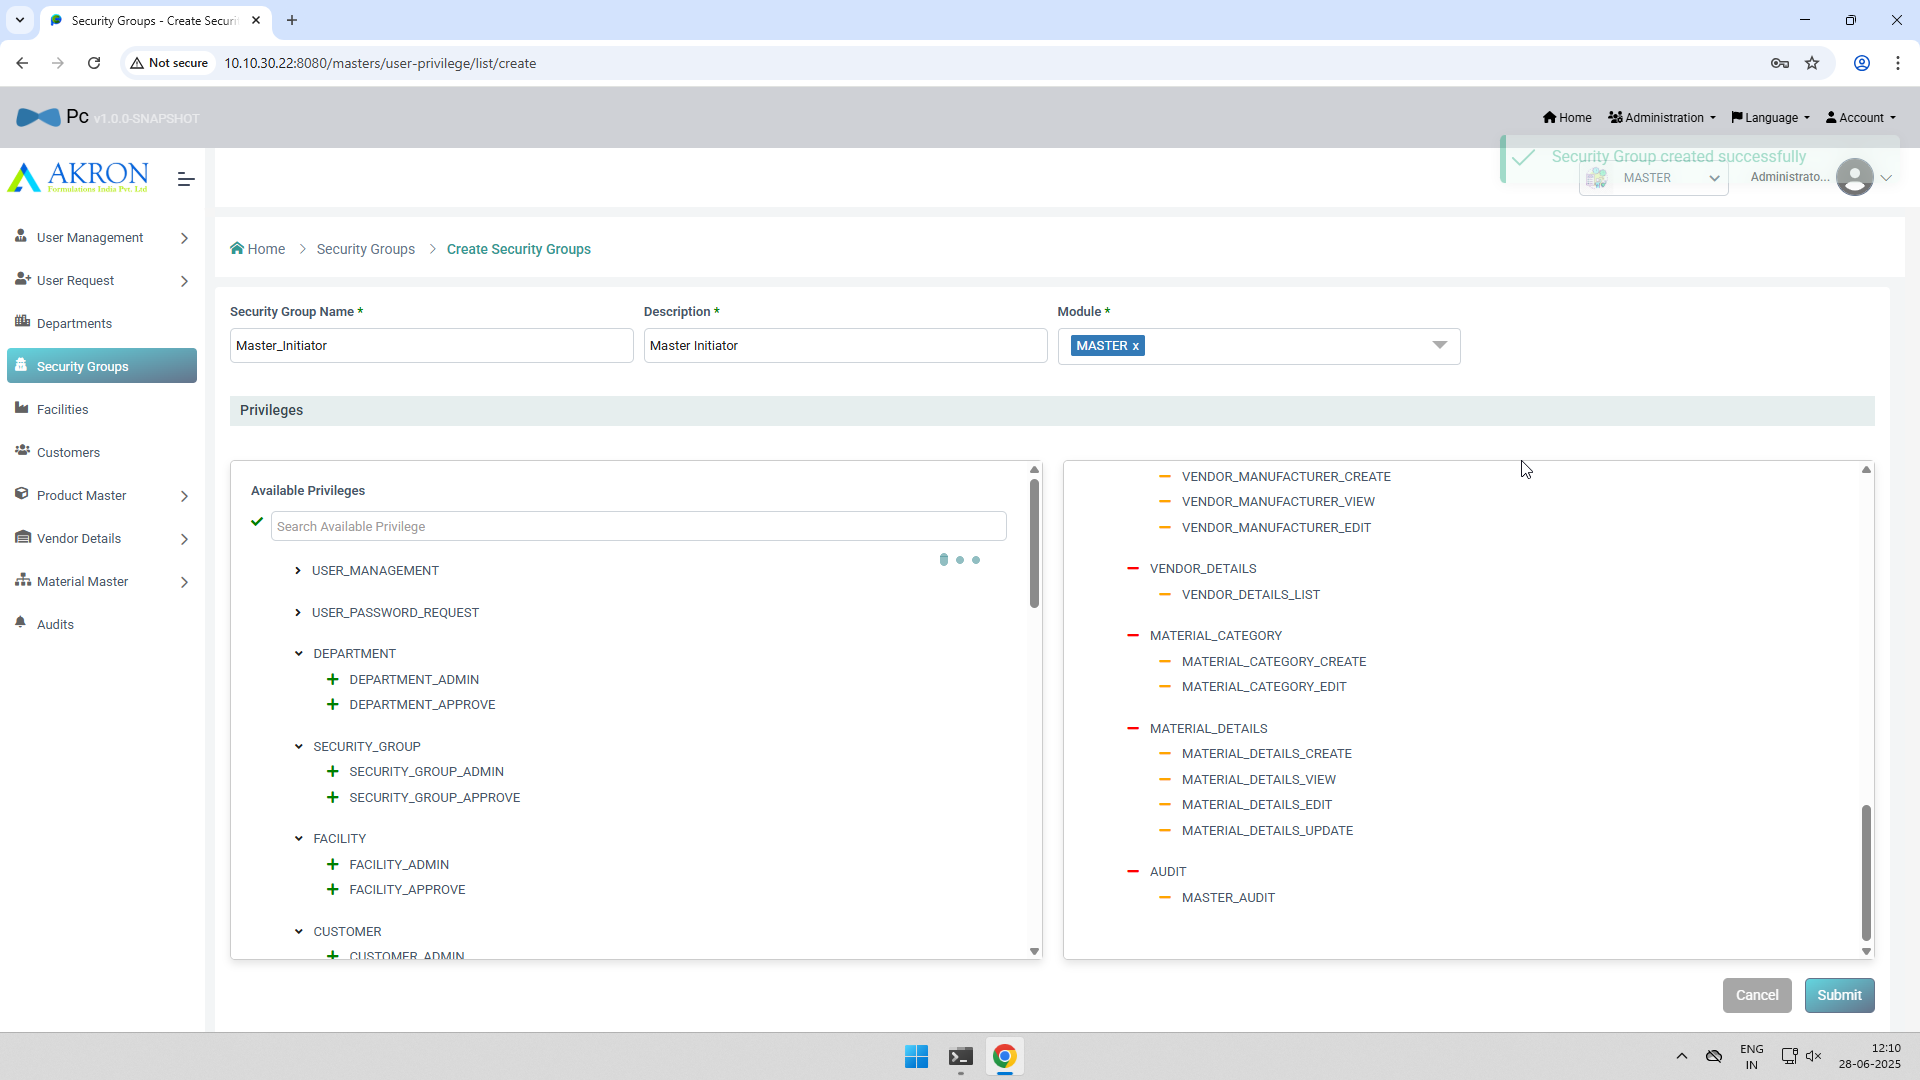 Security Groups - Create Securi
Not secure
10.10.30.22:8080/masters/user-privilege/list/create
Pc v1.0.0-SNAPSHOT
Home
Administration
Language
Account
AKRON
Formulations India Pvt. Ltd
Security Group created successfully
MASTER
Administrato...
User Management
User Request
Departments
Security Groups
Facilities
Customers
Product Master
Vendor Details
Material Master
Audits
Home
Security Groups
Create Security Groups
Security Group Name *
Description *
Module *
Master_Initiator
Master Initiator
MASTER x
Privileges
Available Privileges
Search Available Privilege
USER_MANAGEMENT
USER_PASSWORD_REQUEST
DEPARTMENT
DEPARTMENT_ADMIN
DEPARTMENT_APPROVE
SECURITY_GROUP
SECURITY_GROUP_ADMIN
SECURITY_GROUP_APPROVE
FACILITY
FACILITY_ADMIN
FACILITY_APPROVE
CUSTOMER
CUSTOMER_ADMIN
VENDOR_MANUFACTURER_CREATE
VENDOR_MANUFACTURER_VIEW
VENDOR_MANUFACTURER_EDIT
VENDOR_DETAILS
VENDOR_DETAILS_LIST
MATERIAL_CATEGORY
MATERIAL_CATEGORY_CREATE
MATERIAL_CATEGORY_EDIT
MATERIAL_DETAILS
MATERIAL_DETAILS_CREATE
MATERIAL_DETAILS_VIEW
MATERIAL_DETAILS_EDIT
MATERIAL_DETAILS_UPDATE
AUDIT
MASTER_AUDIT
Cancel
Submit
ENG
IN
12:10
28-06-2025